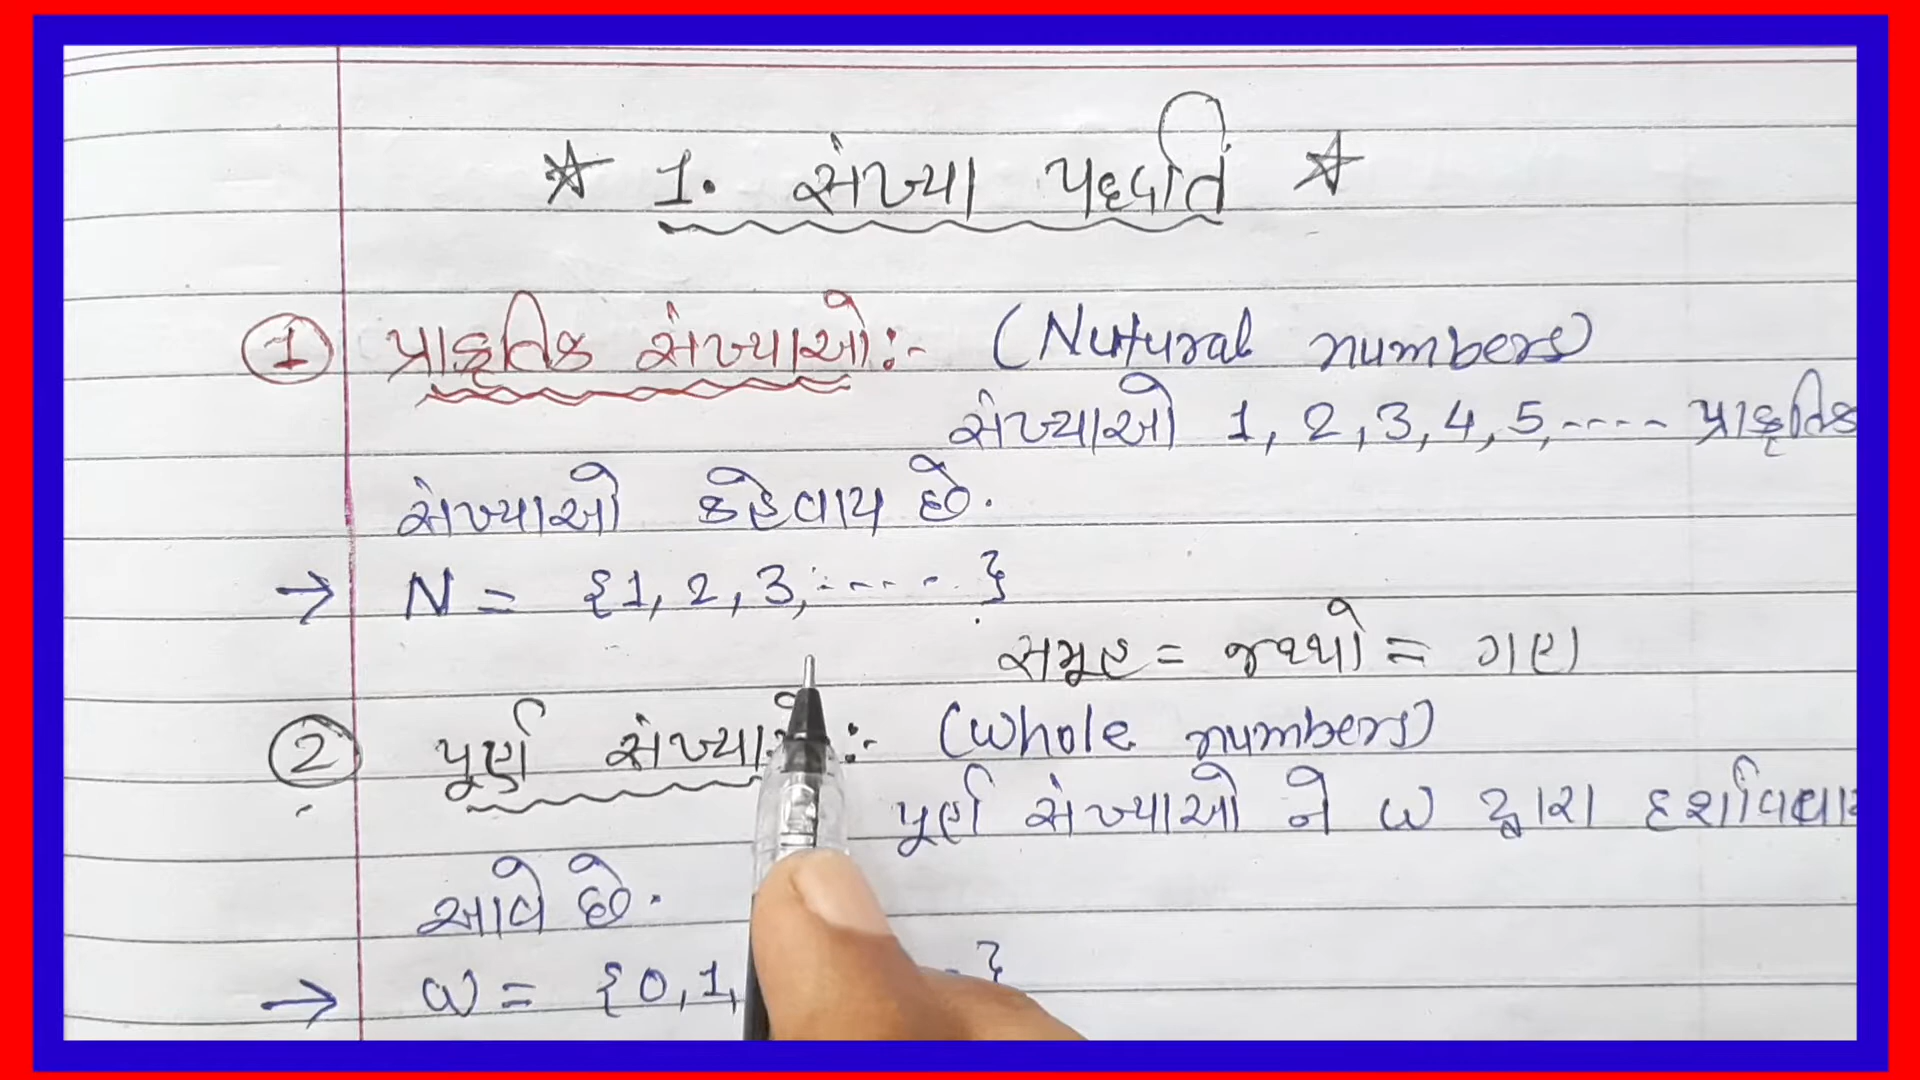 ☆ 1. સંખ્યા પદ્ધતિ ☆
① પ્રાકૃતિક સંખ્યાઓ:- (Nutural numbers)
સંખ્યાઓ 1, 2, 3, 4, 5, ---- પ્રાકૃતિક
સંખ્યાઓ કહેવાય છે.
→ N = {1, 2, 3, ----- }
સમૂહ = જથ્થો = ગણ
② પૂર્ણ સંખ્યાઓ:- (Whole numbers)
પૂર્ણ સંખ્યાઓ ને W દ્વારા દર્શાવવા
આવે છે.
→ W = {0, 1, }